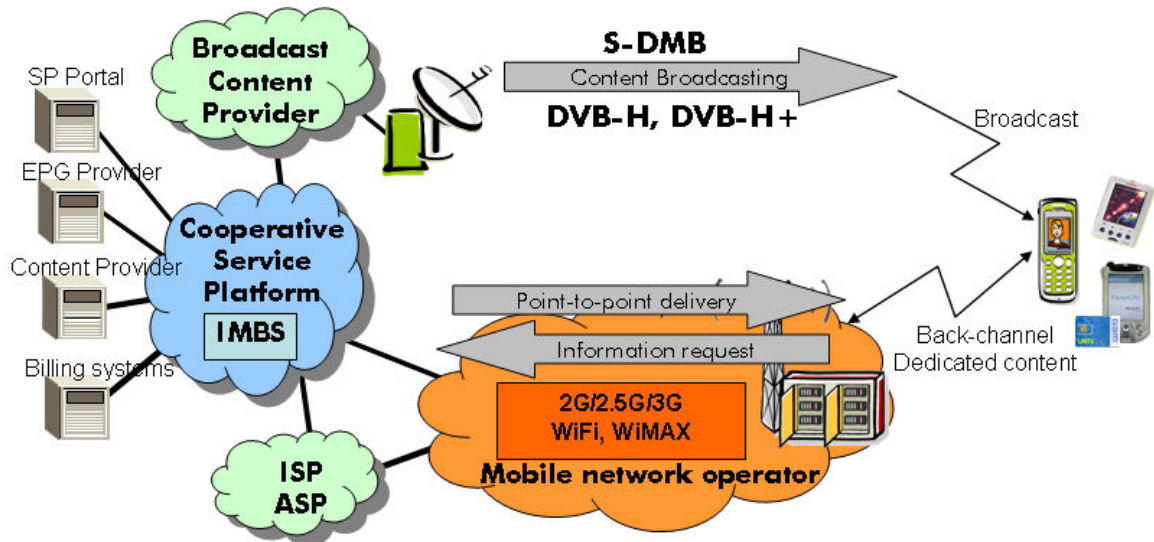 Broadcast
Content
Provider
S-DMB
Content Broadcasting
DVB-H, DVB-H+
Broadcast
SP Portal
EPG Provider
Content Provider
Billing systems
Cooperative
Service
Platform
IMBS
Point-to-point delivery
Information request
Back-channel
Dedicated content
2G/2.5G/3G
WiFi, WiMAX
Mobile network operator
ISP
ASP